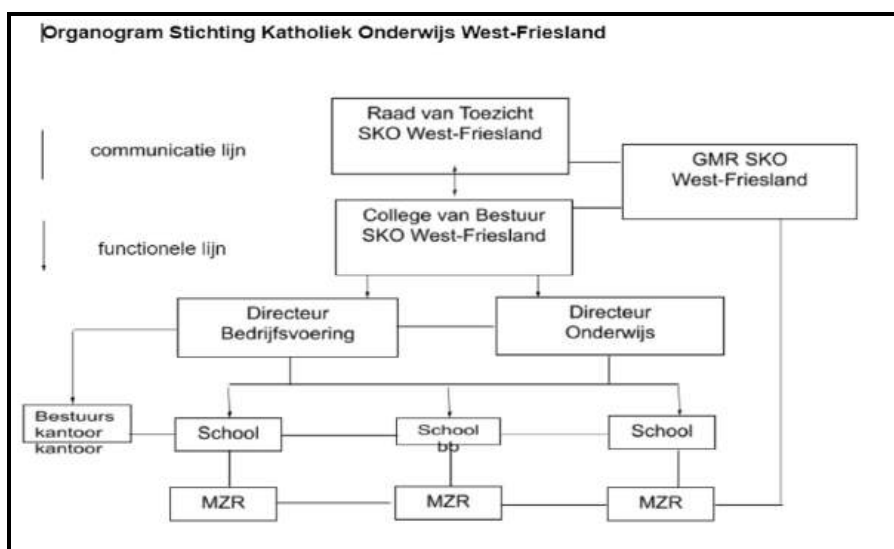 Organogram Stichting Katholiek Onderwijs West-Friesland
Raad van Toezicht
SKO West-Friesland
communicatie lijn
GMR SKO
West-Friesland
College van Bestuur
SKO West-Friesland
functionele lijn
Directeur
Bedrijfsvoering
Directeur
Onderwijs
Bestuurs
kantoor
kantoor
School
School
bb
School
MZR
MZR
MZR